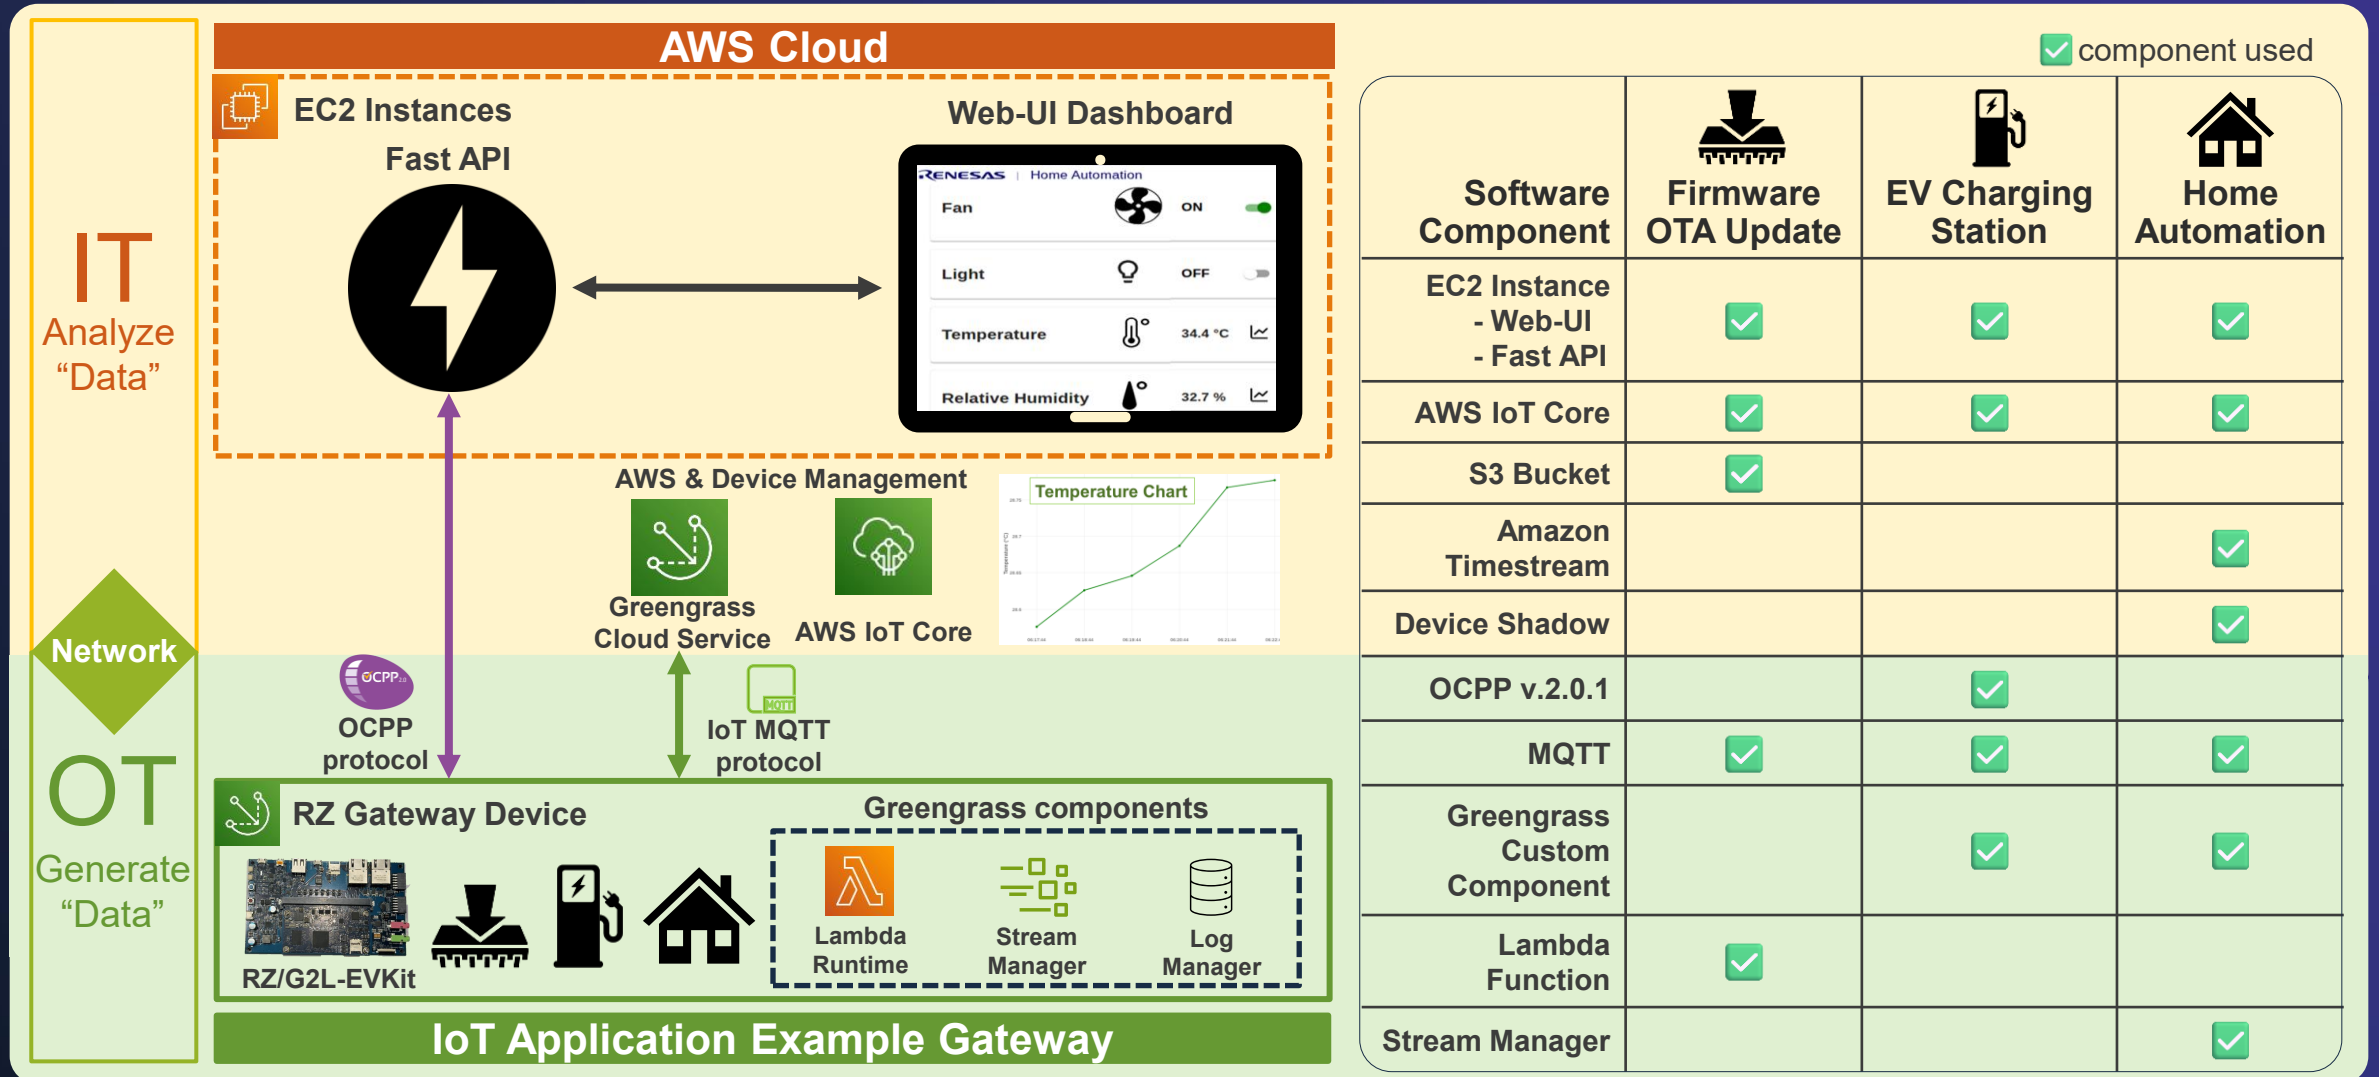 AWS Cloud
EC2 Instances
Fast API
Web-UI Dashboard
RENESAS | Home Automation
Fan ON
Light OFF
Temperature 34.4 °C
Relative Humidity 32.7 %
IT
Analyze
“Data”
Network
OT
Generate
“Data”
AWS & Device Management
Greengrass
Cloud Service
AWS IoT Core
Temperature Chart
OCPP 2.0
OCPP
protocol
MQTT
IoT MQTT
protocol
RZ Gateway Device
RZ/G2L-EVKit
Greengrass components
Lambda
Runtime
Stream
Manager
Log
Manager
IoT Application Example Gateway
component used
Software
Component
Firmware
OTA Update
EV Charging
Station
Home
Automation
EC2 Instance
- Web-UI
- Fast API
AWS IoT Core
S3 Bucket
Amazon
Timestream
Device Shadow
OCPP v.2.0.1
MQTT
Greengrass
Custom
Component
Lambda
Function
Stream Manager